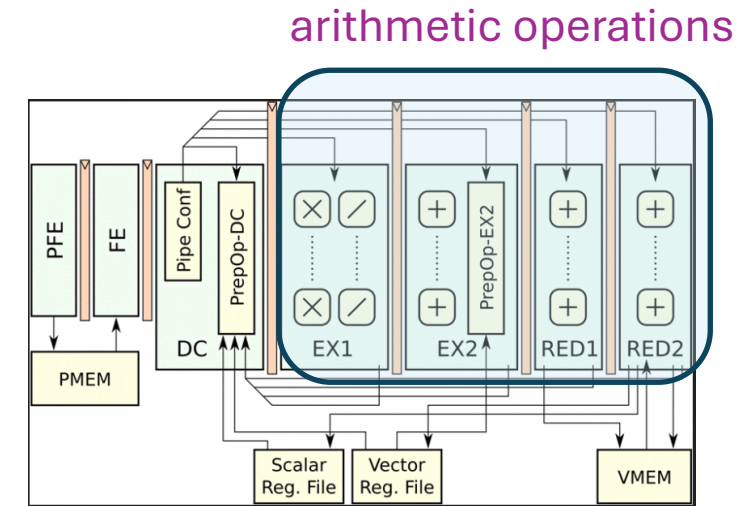 arithmetic operations
PFE
FE
Pipe Conf
PrepOp-DC
DC
× /
× /
EX1
+
+
PrepOp-EX2
EX2
+
+
RED1
+
+
RED2
PMEM
Scalar
Reg. File
Vector
Reg. File
VMEM